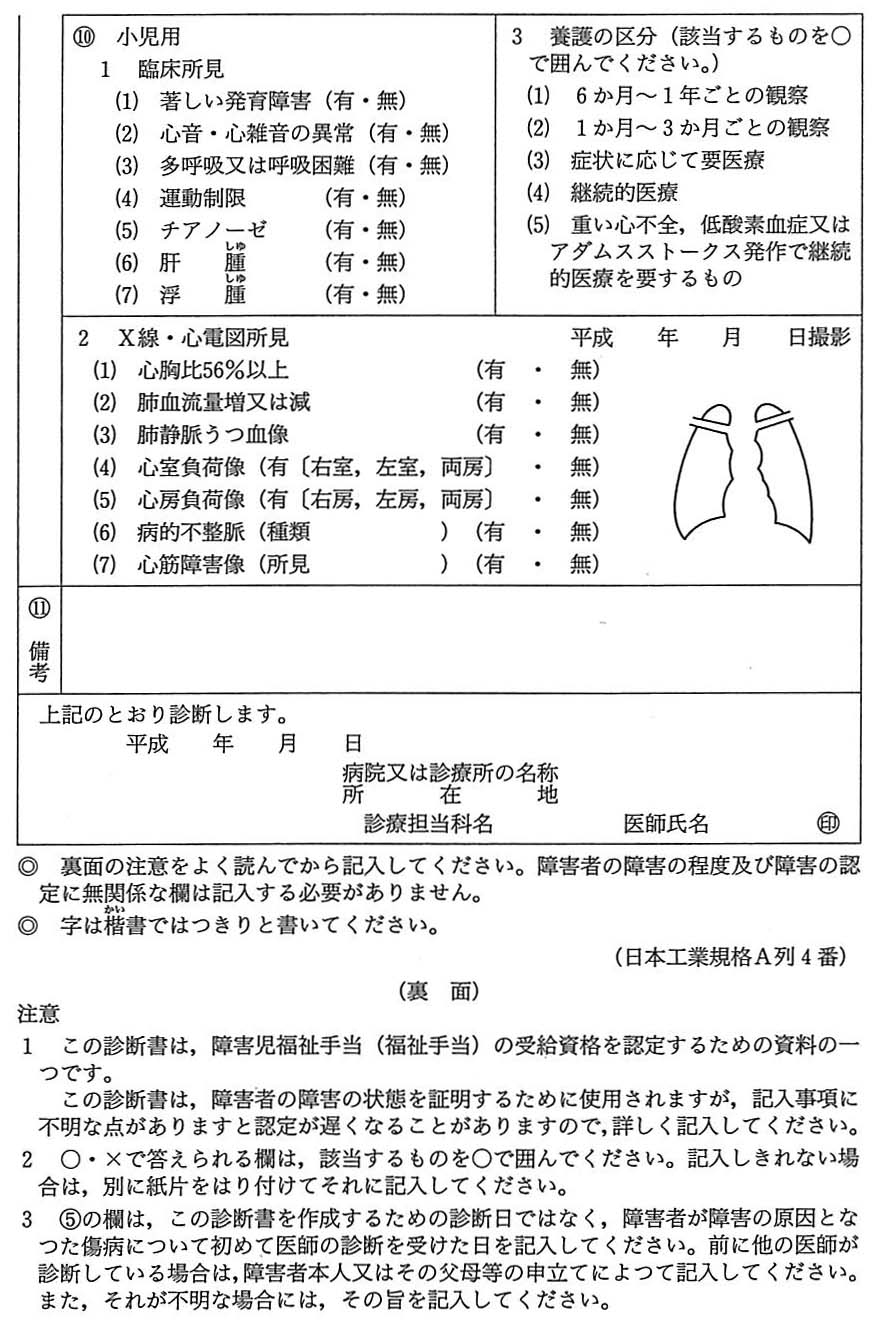 ⑩ 小児用
1 臨床所見
(1) 著しい発育障害(有・無)
(2) 心音・心雑音の異常(有・無)
(3) 多呼吸又は呼吸困難(有・無)
(4) 運動制限 (有・無)
(5) チアノーゼ (有・無)
しゅ
(6) 肝 腫 (有・無)
しゅ
(7) 浮 腫 (有・無)
3 養護の区分(該当するものを○
で囲んでください。)
(1) 6か月~1年ごとの観察
(2) 1か月~3か月ごとの観察
(3) 症状に応じて要医療
(4) 継続的医療
(5) 重い心不全,低酸素血症又は
アダムスストークス発作で継続
的医療を要するもの
2 X線・心電図所見 平成 年 月 日撮影
(1) 心胸比56%以上 (有 ・ 無)
(2) 肺血流量増又は減 (有 ・ 無)
(3) 肺静脈うつ血像 (有 ・ 無)
(4) 心室負荷像(有〔右室,左室,両房〕 ・ 無)
(5) 心房負荷像(有〔右房,左房,両房〕 ・ 無)
(6) 病的不整脈(種類 ) (有 ・ 無)
(7) 心筋障害像(所見 ) (有 ・ 無)
⑪ 備考
上記のとおり診断します。
平成 年 月 日
病院又は診療所の名称
所 在 地
診療担当科名 医師氏名 ㊞
◎ 裏面の注意をよく読んでから記入してください。障害者の障害の程度及び障害の認
定に無関係な欄は記入する必要がありません。
かい
◎ 字は楷書ではつきりと書いてください。
(日本工業規格A列4番)
(裏 面)
注意
1 この診断書は,障害児福祉手当(福祉手当)の受給資格を認定するための資料の一
つです。
この診断書は,障害者の障害の状態を証明するために使用されますが,記入事項に
不明な点がありますと認定が遅くなることがありますので,詳しく記入してください。
2 ○・×で答えられる欄は,該当するものを○で囲んでください。記入しきれない場
合は,別に紙片をはり付けてそれに記入してください。
3 ⑤の欄は,この診断書を作成するための診断日ではなく,障害者が障害の原因とな
つた傷病について初めて医師の診断を受けた日を記入してください。前に他の医師が
診断している場合は,障害者本人又はその父母等の申立てによつて記入してください。
また,それが不明な場合には,その旨を記入してください。